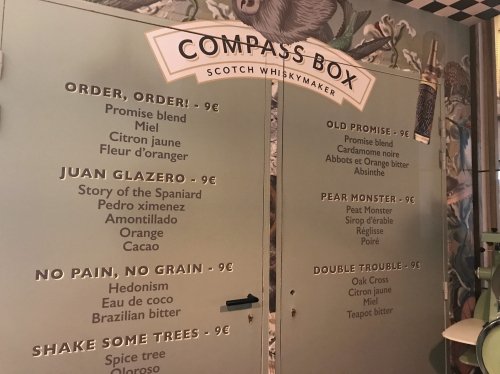 COMPASS BOX
SCOTCH WHISKYMAKER
ORDER, ORDER! - 9€
Promise blend
Miel
Citron jaune
Fleur d'oranger
JUAN GLAZERO - 9€
Story of the Spaniard
Pedro ximenez
Amontillado
Orange
Cacao
NO PAIN, NO GRAIN - 9€
Hedonism
Eau de coco
Brazilian bitter
SHAKE SOME TREES - 9€
Spice tree
Oloroso
OLD PROMISE - 9€
Promise blend
Cardamome noire
Abbots et Orange bitter
Absinthe
PEAR MONSTER - 9€
Peat Monster
Sirop d'érable
Réglisse
Poiré
DOUBLE TROUBLE - 9€
Oak Cross
Citron jaune
Miel
Teapot bitter